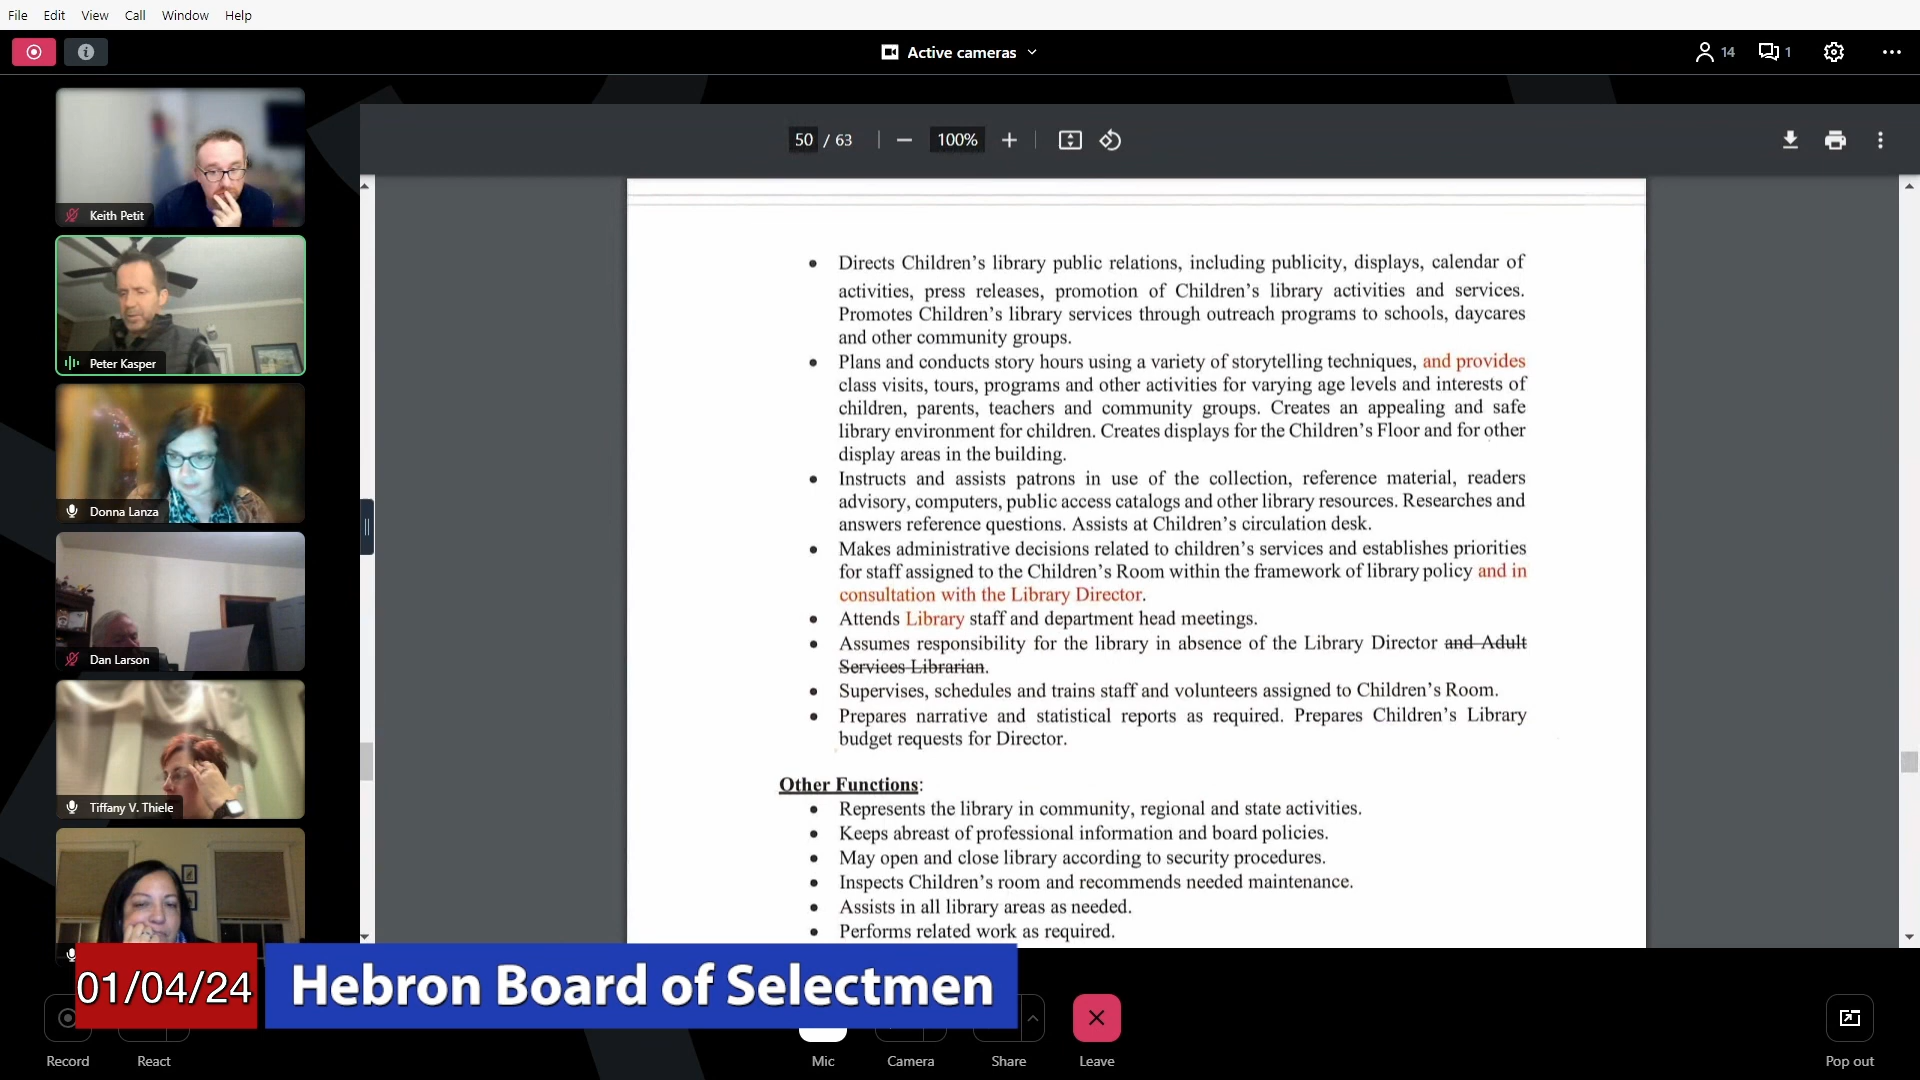 File Edit View Call Window Help
Active cameras
14
1
50 / 63
100%
Keith Petit
Peter Kasper
Donna Lanza
Dan Larson
Tiffany V. Thiele
• Directs Children's library public relations, including publicity, displays, calendar of
activities, press releases, promotion of Children's library activities and services.
Promotes Children's library services through outreach programs to schools, daycares
and other community groups.
• Plans and conducts story hours using a variety of storytelling techniques, and provides
class visits, tours, programs and other activities for varying age levels and interests of
children, parents, teachers and community groups. Creates an appealing and safe
library environment for children. Creates displays for the Children's Floor and for other
display areas in the building.
• Instructs and assists patrons in use of the collection, reference material, readers
advisory, computers, public access catalogs and other library resources. Researches and
answers reference questions. Assists at Children's circulation desk.
• Makes administrative decisions related to children's services and establishes priorities
for staff assigned to the Children's Room within the framework of library policy and in
consultation with the Library Director.
• Attends Library staff and department head meetings.
• Assumes responsibility for the library in absence of the Library Director and Adult
Services Librarian.
• Supervises, schedules and trains staff and volunteers assigned to Children's Room.
• Prepares narrative and statistical reports as required. Prepares Children's Library
budget requests for Director.
Other Functions:
• Represents the library in community, regional and state activities.
• Keeps abreast of professional information and board policies.
• May open and close library according to security procedures.
• Inspects Children's room and recommends needed maintenance.
• Assists in all library areas as needed.
• Performs related work as required.
01/04/24 Hebron Board of Selectmen
Record React Mic Camera Share Leave Pop out